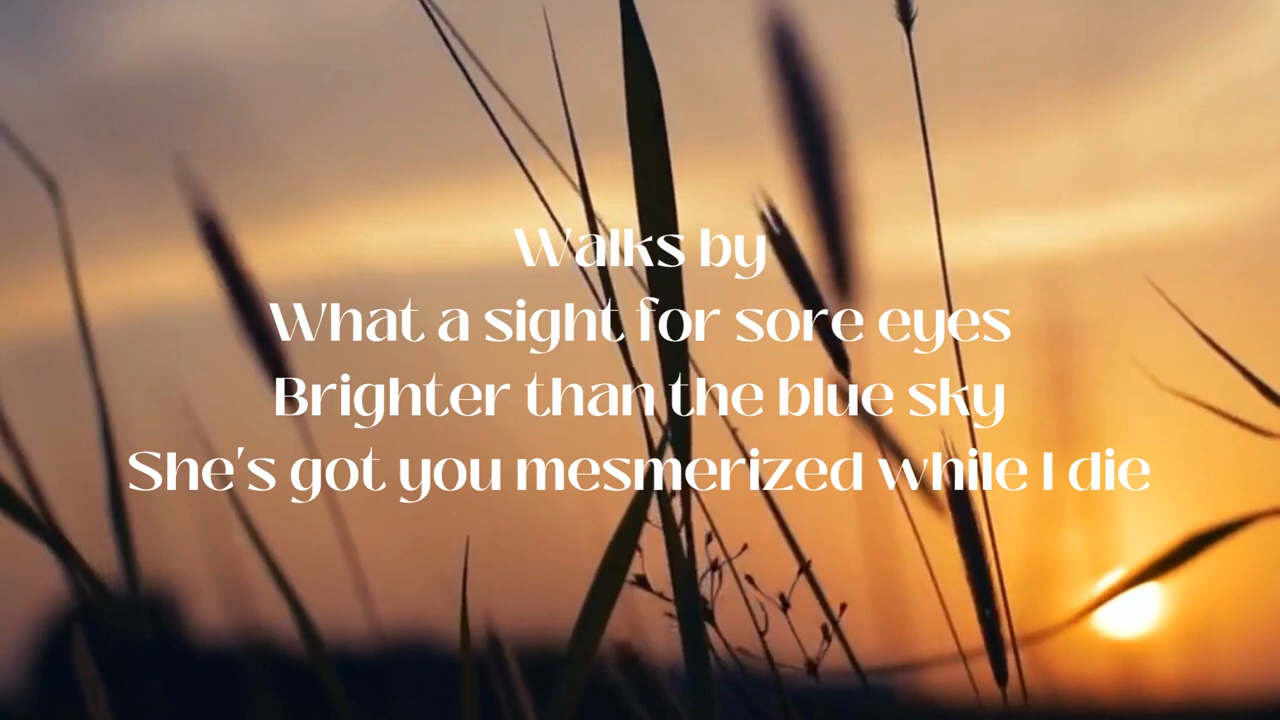 Walks by
What a sight for sore eyes
Brighter than the blue sky
She's got you mesmerized while I die